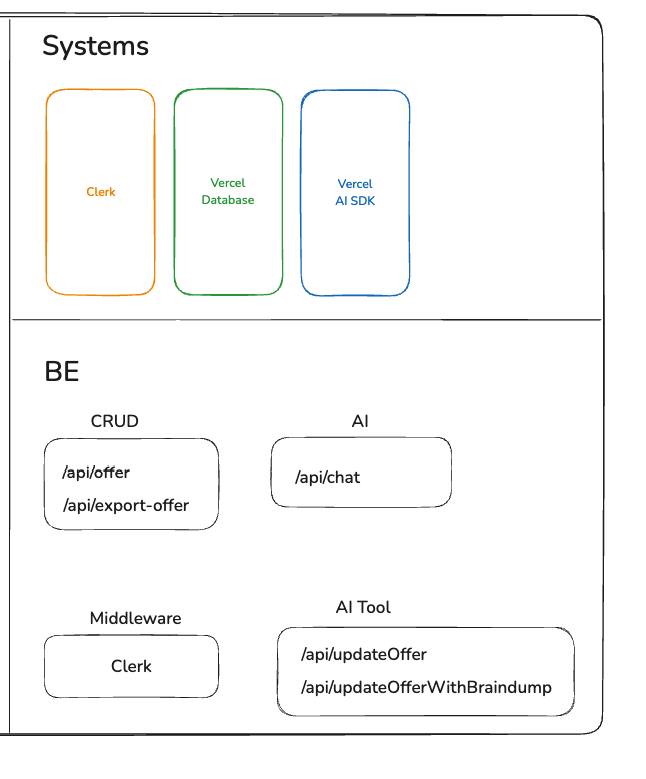 Systems
Clerk
Vercel
Database
Vercel
AI SDK
BE
CRUD
/api/offer
/api/export-offer
AI
/api/chat
Middleware
Clerk
AI Tool
/api/updateOffer
/api/updateOfferWithBraindump